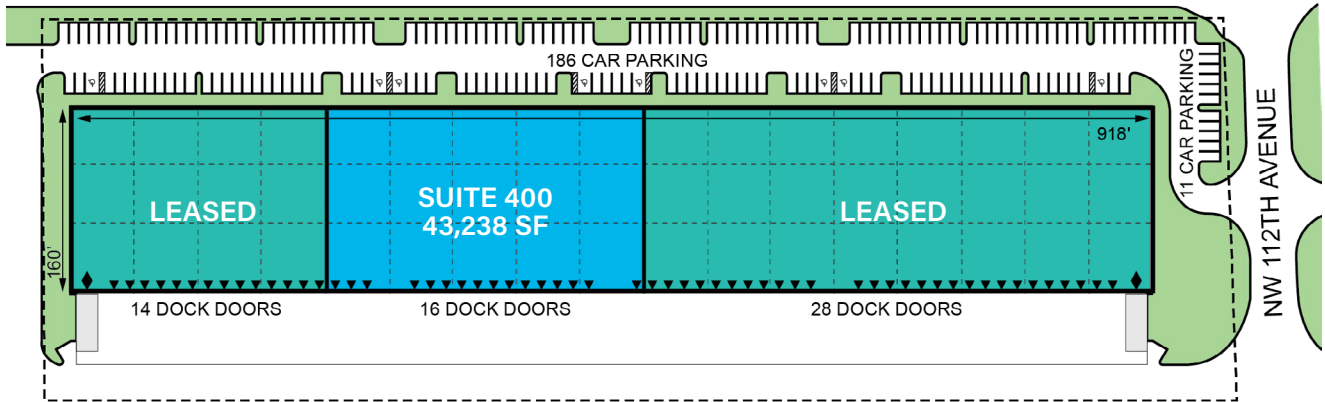 186 CAR PARKING
11 CAR PARKING
NW 112TH AVENUE
918'
160'
LEASED
SUITE 400
43,238 SF
LEASED
14 DOCK DOORS
16 DOCK DOORS
28 DOCK DOORS